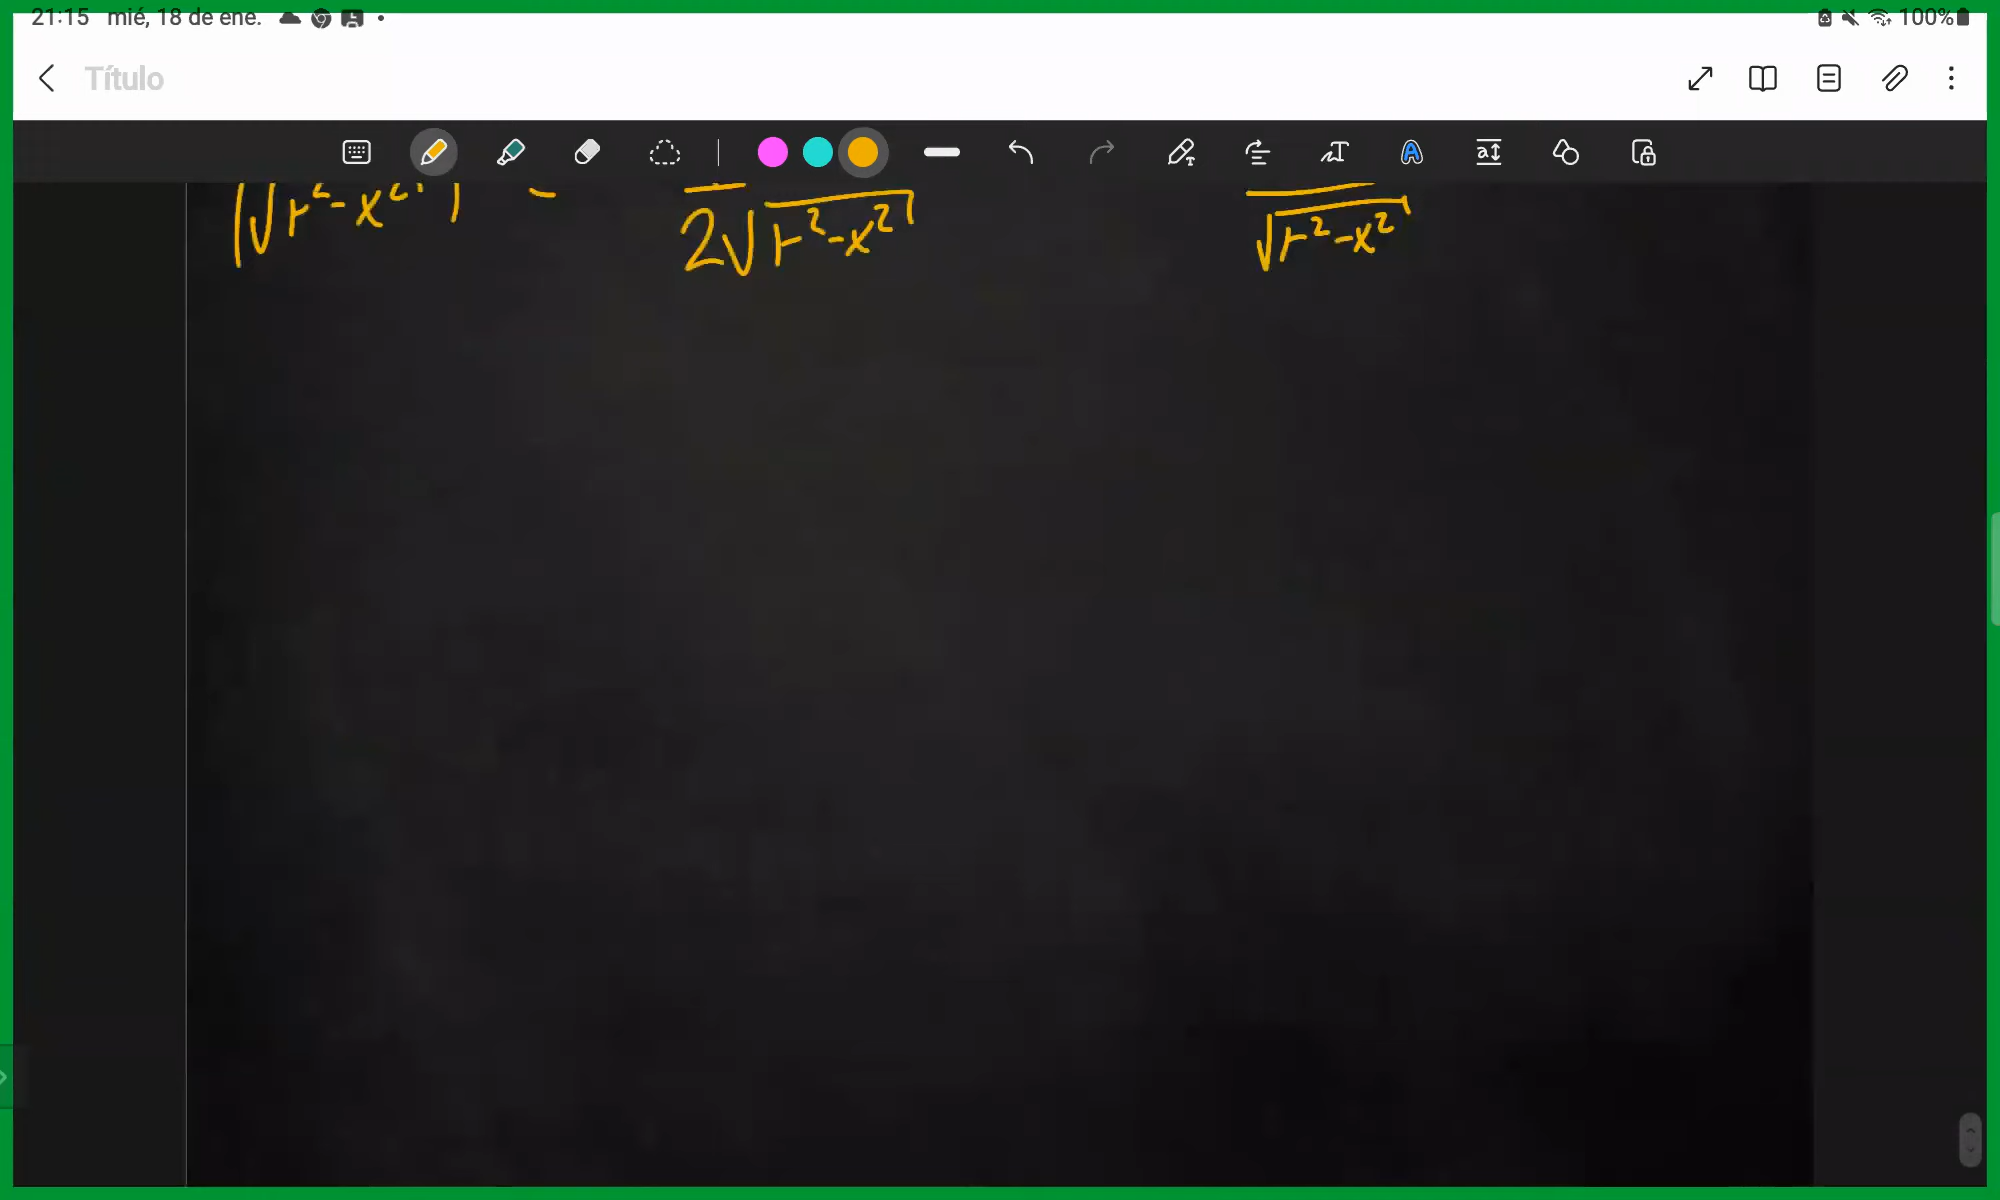 21:15 mié, 18 de ene. 100%
Título
(√r²-x²) = 2√r²-x² √r²-x²